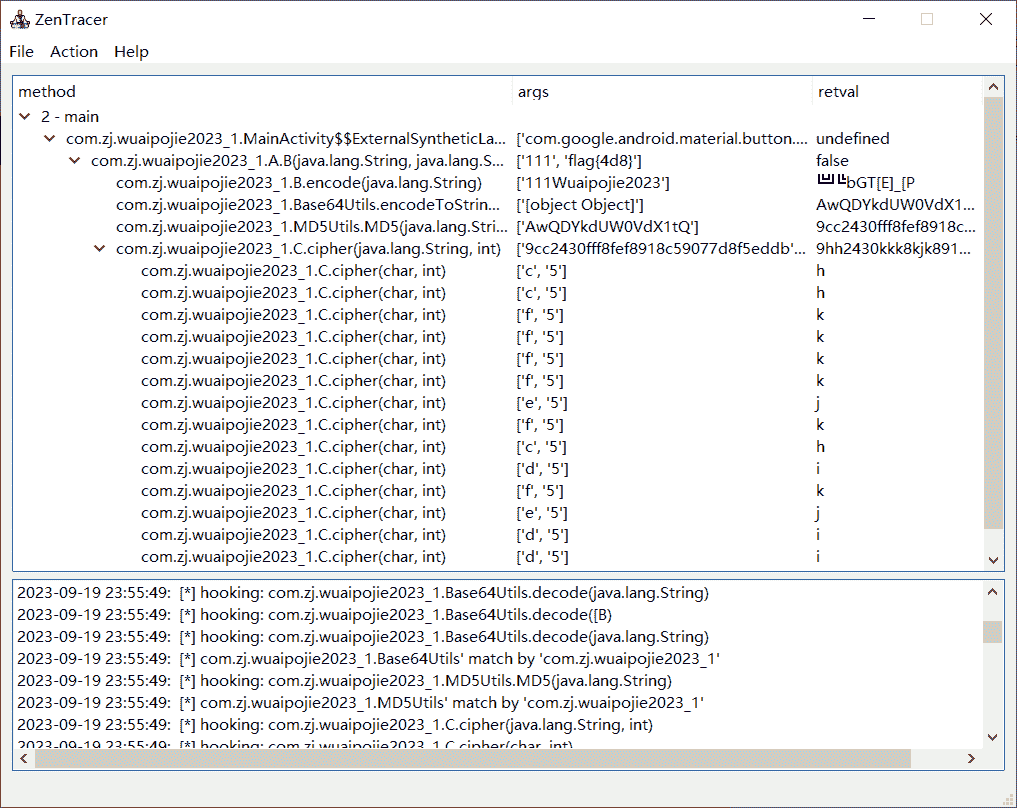 ZenTracer
File Action Help
method args retval
2 - main
com.zj.wuaipojie2023_1.MainActivity$$ExternalSyntheticLa... ['com.google.android.material.button.... undefined
com.zj.wuaipojie2023_1.A.B(java.lang.String, java.lang.S... ['111', 'flag{4d8}'] false
com.zj.wuaipojie2023_1.B.encode(java.lang.String) ['111Wuaipojie2023'] bGT[E]_[P
com.zj.wuaipojie2023_1.Base64Utils.encodeToStrin... ['[object Object]'] AwQDYkdUW0VdX1...
com.zj.wuaipojie2023_1.MD5Utils.MD5(java.lang.Stri... ['AwQDYkdUW0VdX1tQ'] 9cc2430fff8fef8918c...
com.zj.wuaipojie2023_1.C.cipher(java.lang.String, int) ['9cc2430fff8fef8918c59077d8f5eddb'... 9hh2430kkk8kjk891...
com.zj.wuaipojie2023_1.C.cipher(char, int) ['c', '5'] h
com.zj.wuaipojie2023_1.C.cipher(char, int) ['c', '5'] h
com.zj.wuaipojie2023_1.C.cipher(char, int) ['f', '5'] k
com.zj.wuaipojie2023_1.C.cipher(char, int) ['f', '5'] k
com.zj.wuaipojie2023_1.C.cipher(char, int) ['f', '5'] k
com.zj.wuaipojie2023_1.C.cipher(char, int) ['f', '5'] k
com.zj.wuaipojie2023_1.C.cipher(char, int) ['e', '5'] j
com.zj.wuaipojie2023_1.C.cipher(char, int) ['f', '5'] k
com.zj.wuaipojie2023_1.C.cipher(char, int) ['c', '5'] h
com.zj.wuaipojie2023_1.C.cipher(char, int) ['d', '5'] i
com.zj.wuaipojie2023_1.C.cipher(char, int) ['f', '5'] k
com.zj.wuaipojie2023_1.C.cipher(char, int) ['e', '5'] j
com.zj.wuaipojie2023_1.C.cipher(char, int) ['d', '5'] i
com.zj.wuaipojie2023_1.C.cipher(char, int) ['d', '5'] i
2023-09-19 23:55:49: [*] hooking: com.zj.wuaipojie2023_1.Base64Utils.decode(java.lang.String)
2023-09-19 23:55:49: [*] hooking: com.zj.wuaipojie2023_1.Base64Utils.decode([B)
2023-09-19 23:55:49: [*] hooking: com.zj.wuaipojie2023_1.Base64Utils.decode(java.lang.String)
2023-09-19 23:55:49: [*] com.zj.wuaipojie2023_1.Base64Utils' match by 'com.zj.wuaipojie2023_1'
2023-09-19 23:55:49: [*] hooking: com.zj.wuaipojie2023_1.MD5Utils.MD5(java.lang.String)
2023-09-19 23:55:49: [*] com.zj.wuaipojie2023_1.MD5Utils' match by 'com.zj.wuaipojie2023_1'
2023-09-19 23:55:49: [*] hooking: com.zj.wuaipojie2023_1.C.cipher(java.lang.String, int)
2023-09-19 23:55:49: [*] hooking: com.zj.wuaipojie2023_1.C.cipher(char, int)